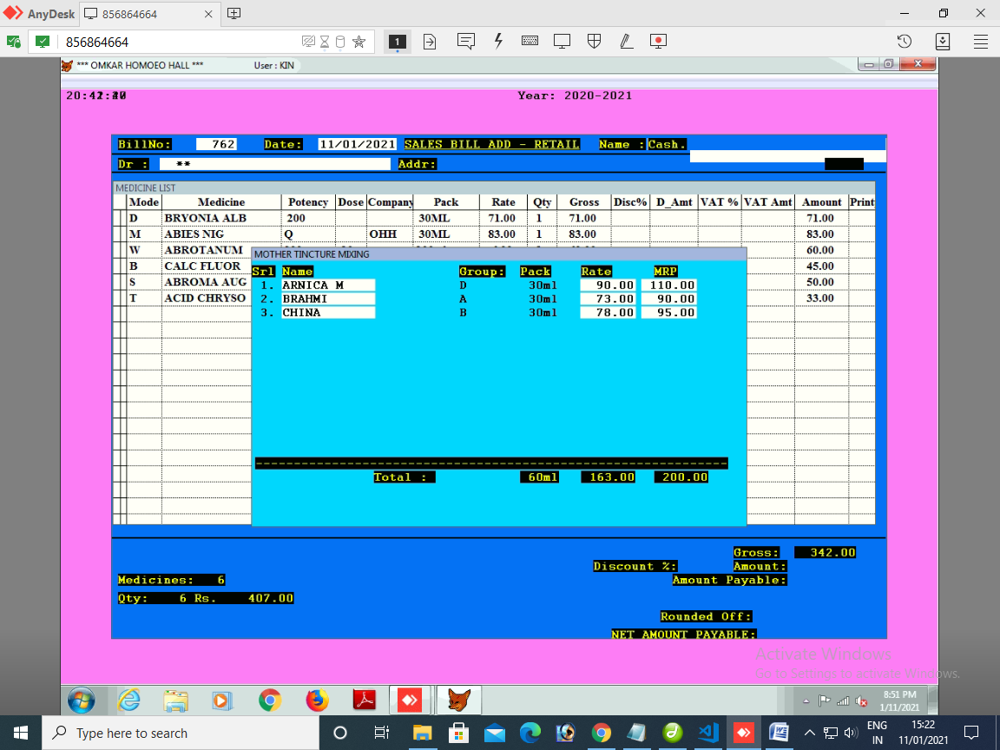 AnyDesk 856864664
856864664 1
*** OMKAR HOMOEO HALL *** User : KIN
Year: 2020-2021
BillNo: 762 Date: 11/01/2021 SALES BILL ADD - RETAIL Name : Cash.
Dr : ** Addr:
MEDICINE LIST
Mode Medicine Potency Dose Company Pack Rate Qty Gross Disc% D_Amt VAT % VAT Amt Amount Print
D BRYONIA ALB 200 30ML 71.00 1 71.00 71.00
M ABIES NIG Q OHH 30ML 83.00 1 83.00 83.00
W ABROTANUM 60.00
B CALC FLUOR 45.00
S ABROMA AUG 50.00
T ACID CHRYSO 33.00
MOTHER TINCTURE MIXING
Srl Name Group: Pack Rate MRP
1. ARNICA M D 30ml 90.00 110.00
2. BRAHMI A 30ml 73.00 90.00
3. CHINA B 30ml 78.00 95.00
Total : 60ml 163.00 200.00
Gross: 342.00
Discount %: Amount:
Medicines: 6 Amount Payable:
Qty: 6 Rs. 407.00
Rounded Off:
NET AMOUNT PAYABLE:
Activate Windows
Go to Settings to activate Windows.
8:51 PM
1/11/2021
Type here to search
ENG
IN
15:22
11/01/2021